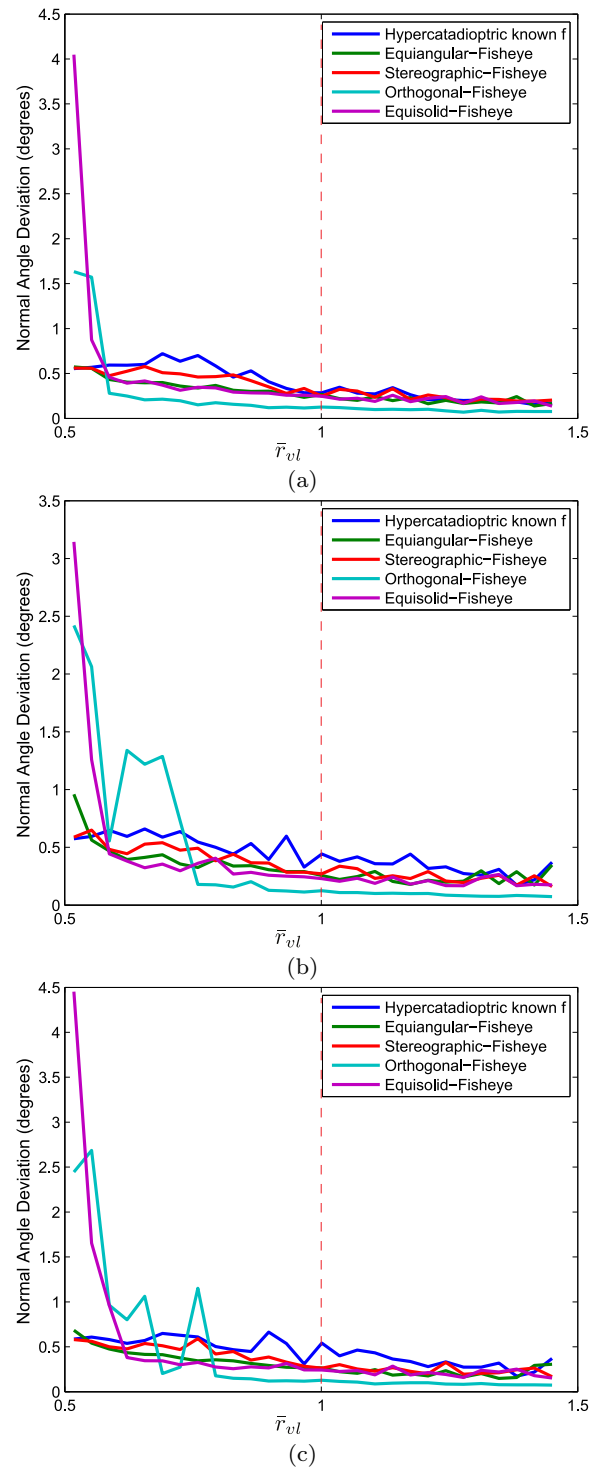 4.5
4
3.5
3
2.5
2
1.5
1
0.5
0
Normal Angle Deviation (degrees)
Hypercatadioptric known f
Equiangular−Fisheye
Stereographic−Fisheye
Orthogonal−Fisheye
Equisolid−Fisheye
0.5 1 1.5
r̄vl
(a)
3.5
3
2.5
2
1.5
1
0.5
0
Normal Angle Deviation (degrees)
Hypercatadioptric known f
Equiangular−Fisheye
Stereographic−Fisheye
Orthogonal−Fisheye
Equisolid−Fisheye
0.5 1 1.5
r̄vl
(b)
4.5
4
3.5
3
2.5
2
1.5
1
0.5
0
Normal Angle Deviation (degrees)
Hypercatadioptric known f
Equiangular−Fisheye
Stereographic−Fisheye
Orthogonal−Fisheye
Equisolid−Fisheye
0.5 1 1.5
r̄vl
(c)